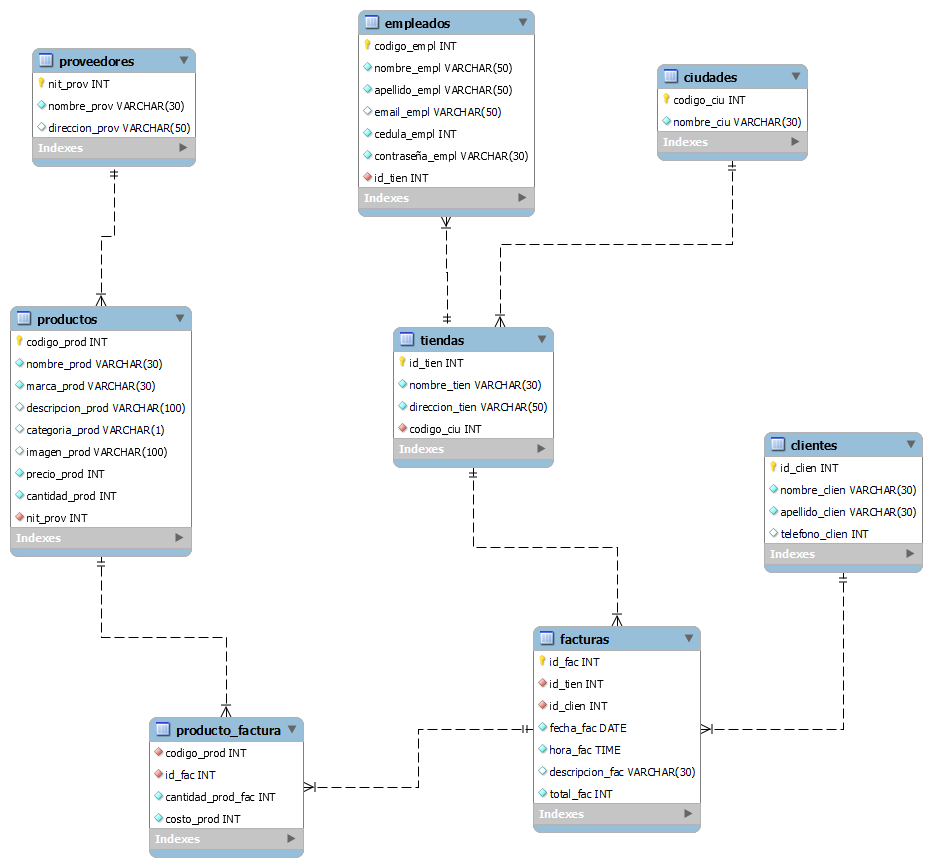 proveedores
nit_prov INT
nombre_prov VARCHAR(30)
direccion_prov VARCHAR(50)
Indexes
empleados
codigo_empl INT
nombre_empl VARCHAR(50)
apellido_empl VARCHAR(50)
email_empl VARCHAR(50)
cedula_empl INT
contraseña_empl VARCHAR(30)
id_tien INT
Indexes
ciudades
codigo_ciu INT
nombre_ciu VARCHAR(30)
Indexes
productos
codigo_prod INT
nombre_prod VARCHAR(30)
marca_prod VARCHAR(30)
descripcion_prod VARCHAR(100)
categoria_prod VARCHAR(1)
imagen_prod VARCHAR(100)
precio_prod INT
cantidad_prod INT
nit_prov INT
Indexes
tiendas
id_tien INT
nombre_tien VARCHAR(30)
direccion_tien VARCHAR(50)
codigo_ciu INT
Indexes
clientes
id_clien INT
nombre_clien VARCHAR(30)
apellido_clien VARCHAR(30)
telefono_clien INT
Indexes
facturas
id_fac INT
id_tien INT
id_clien INT
fecha_fac DATE
hora_fac TIME
descripcion_fac VARCHAR(30)
total_fac INT
Indexes
producto_factura
codigo_prod INT
id_fac INT
cantidad_prod_fac INT
costo_prod INT
Indexes